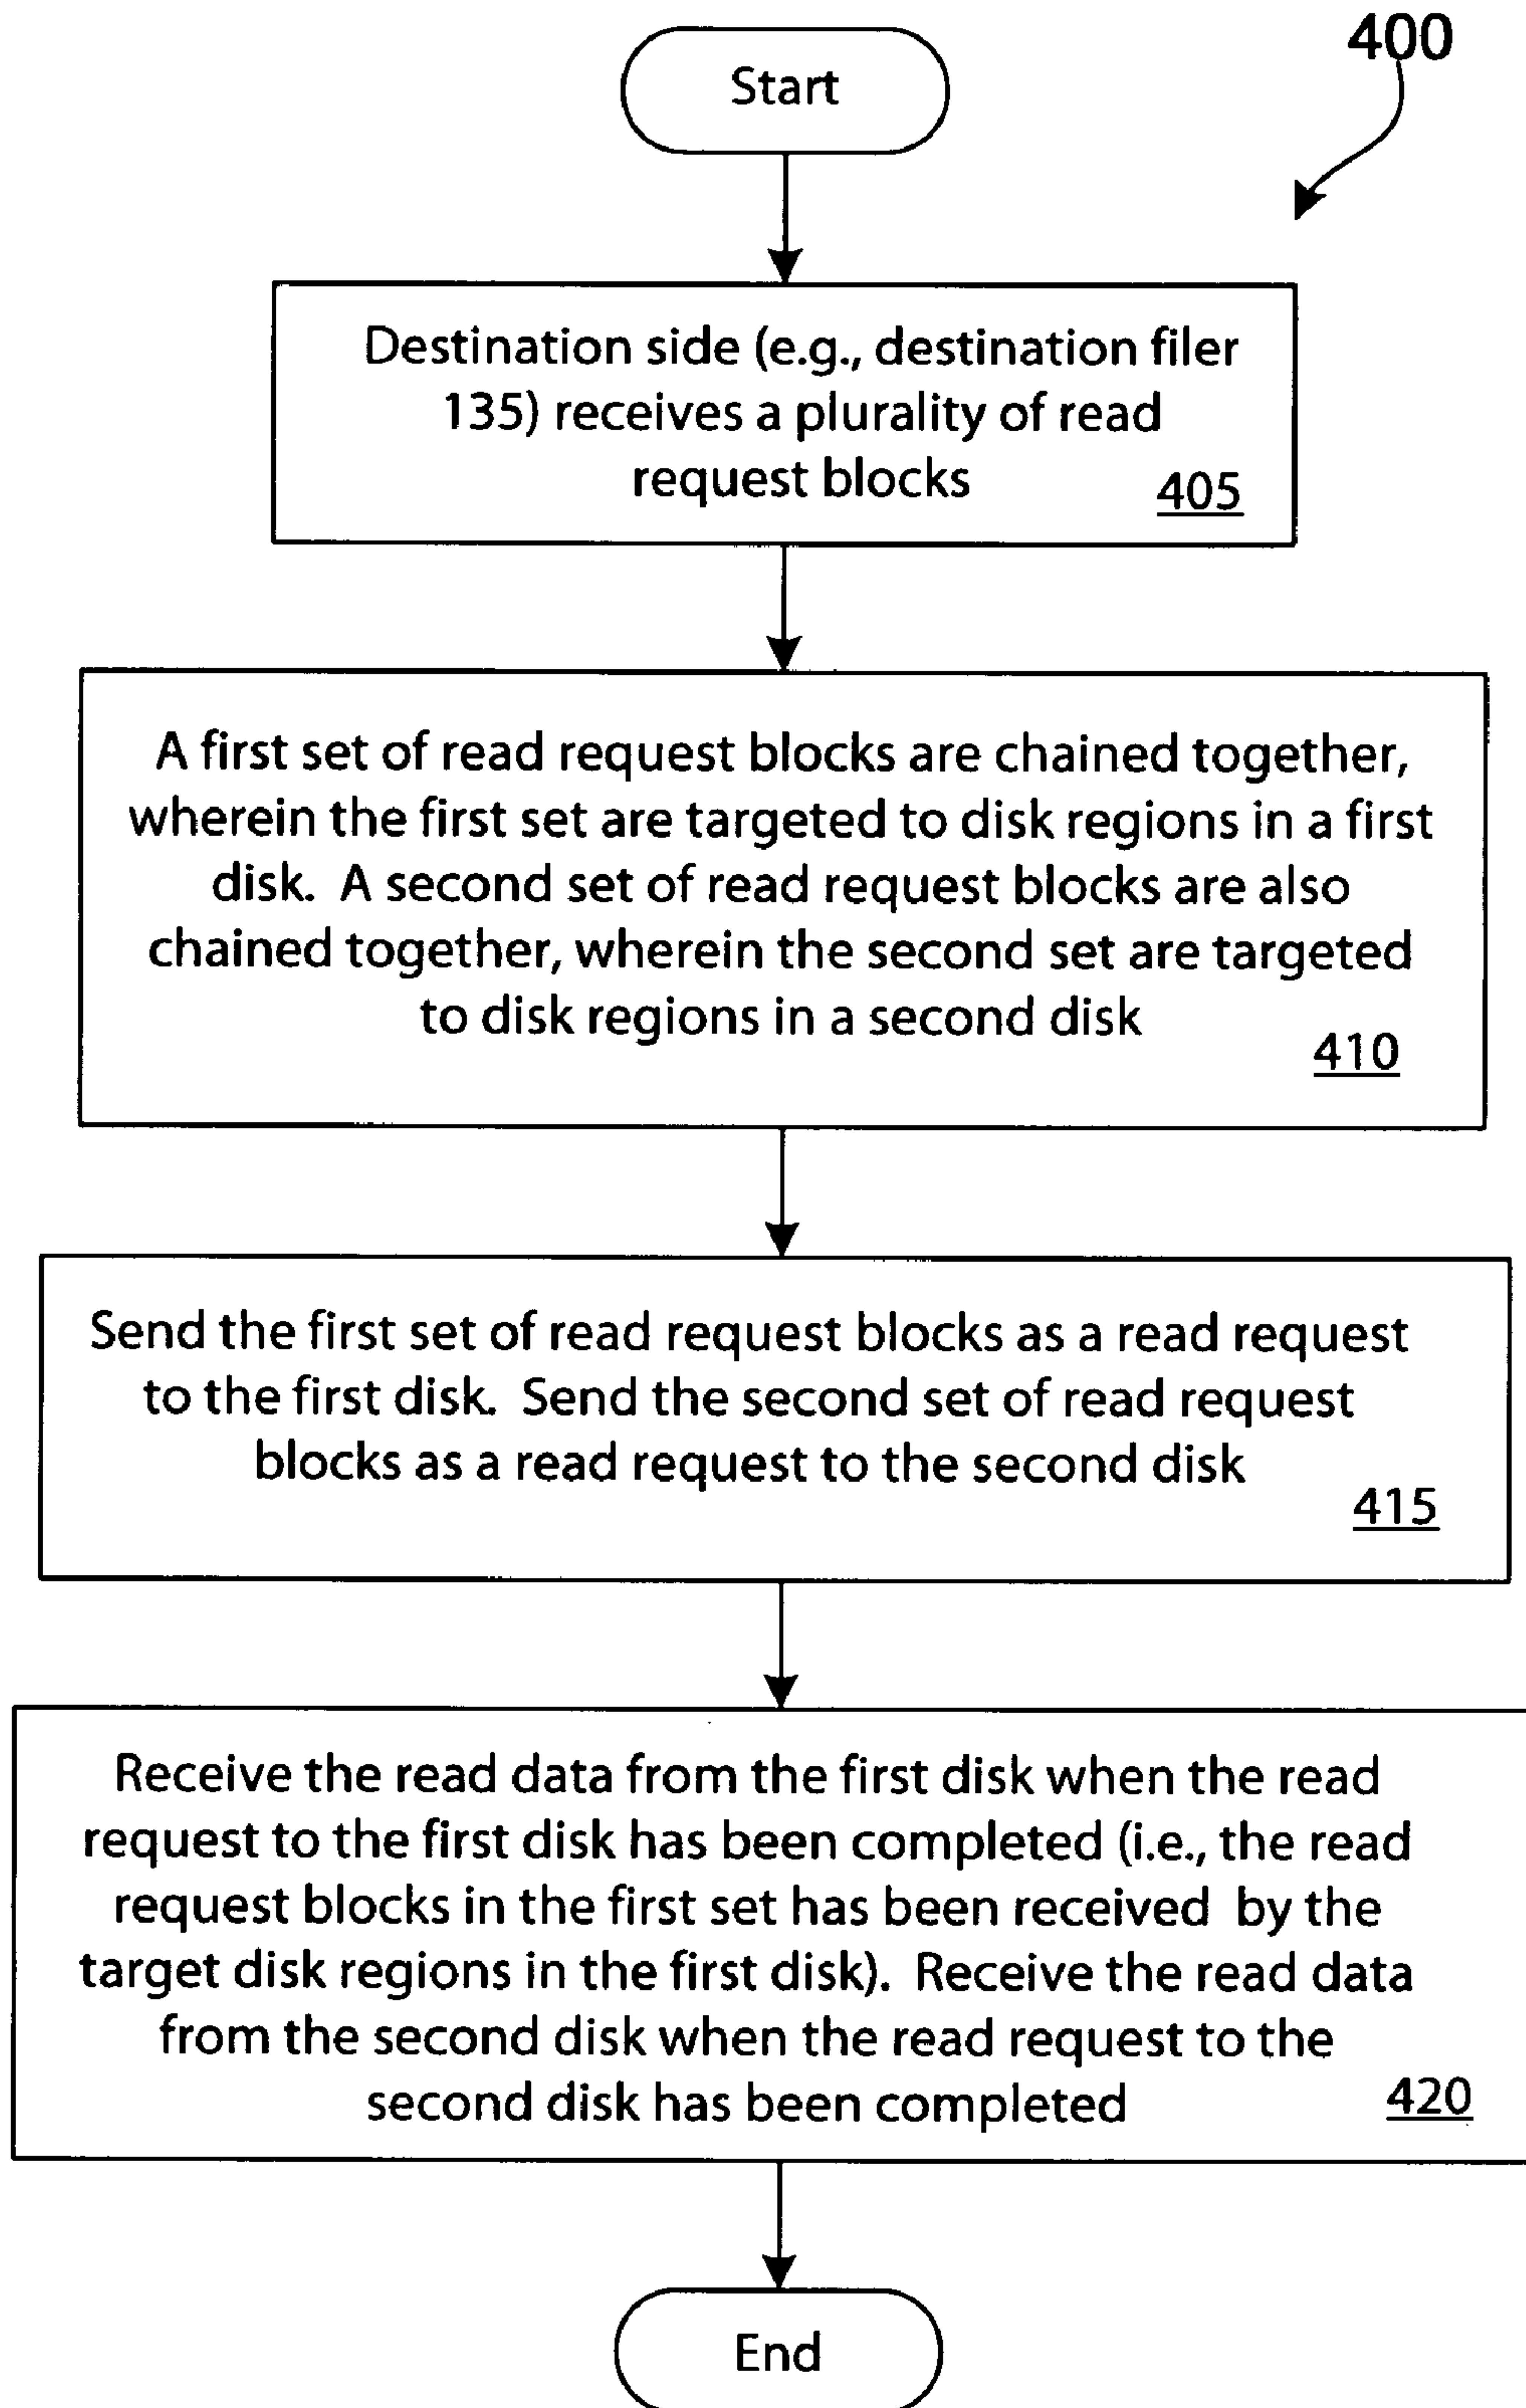 400
Start
Destination side (e.g., destination filer
135) receives a plurality of read
request blocks
405
A first set of read request blocks are chained together,
wherein the first set are targeted to disk regions in a first
disk.  A second set of read request blocks are also
chained together, wherein the second set are targeted
to disk regions in a second disk
410
Send the first set of read request blocks as a read request
to the first disk.  Send the second set of read request
blocks as a read request to the second disk
415
Receive the read data from the first disk when the read
request to the first disk has been completed (i.e., the read
request blocks in the first set has been received  by the
target disk regions in the first disk).  Receive the read data
from the second disk when the read request to the
second disk has been completed
420
End